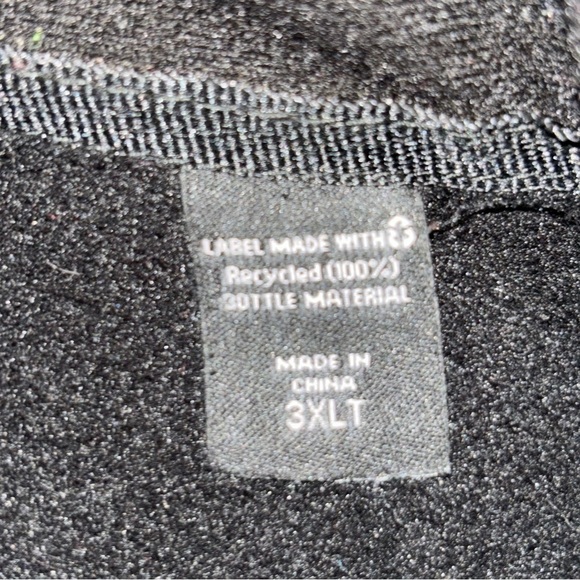 LABEL MADE WITH
Recycled (100%)
BOTTLE MATERIAL
MADE IN
CHINA
3XLT